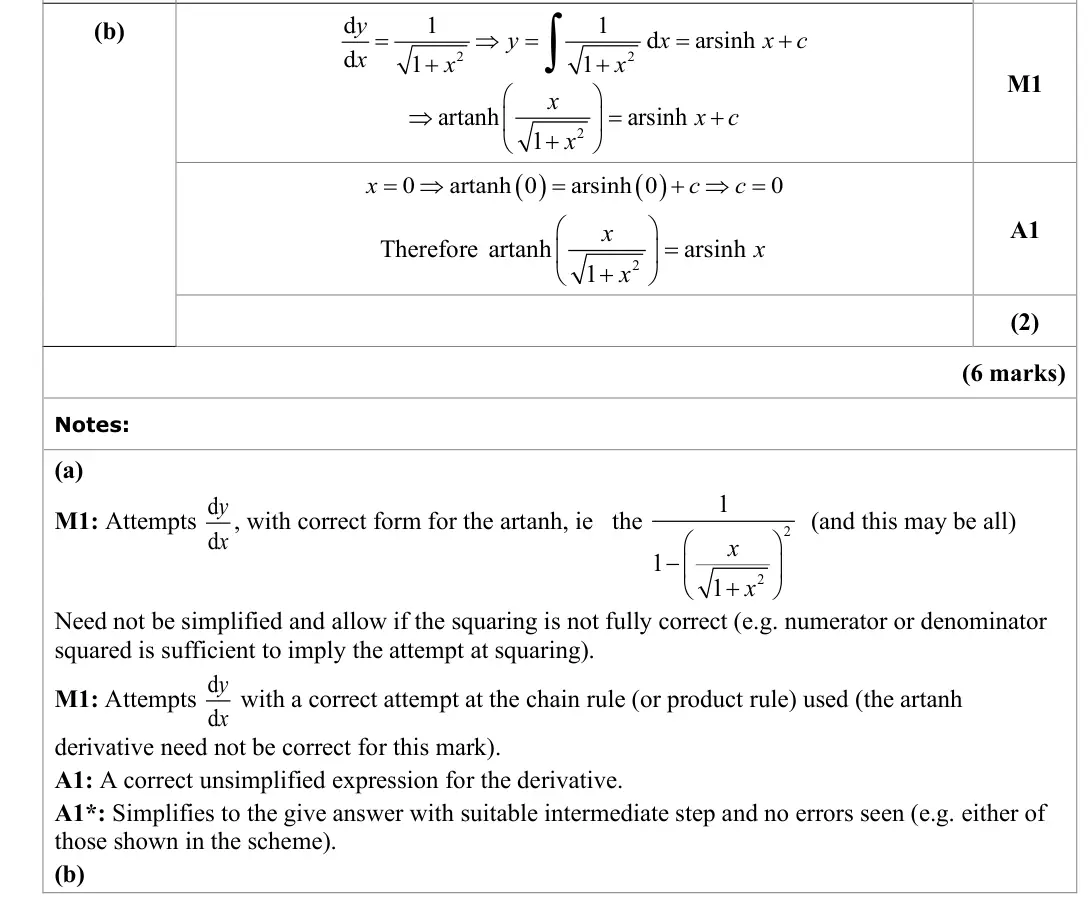 (b)
dy/dx = 1/√(1 + x²) ⇒ y = ∫ 1/√(1 + x²) dx = arsinh x + c
⇒ artanh(x/√(1 + x²)) = arsinh x + c
M1
x = 0 ⇒ artanh(0) = arsinh(0) + c ⇒ c = 0
Therefore artanh(x/√(1 + x²)) = arsinh x
A1
(2)
(6 marks)
Notes:
(a)
M1: Attempts dy/dx, with correct form for the artanh, ie the 1/(1 − (x/√(1 + x²))²) (and this may be all)
Need not be simplified and allow if the squaring is not fully correct (e.g. numerator or denominator
squared is sufficient to imply the attempt at squaring).
M1: Attempts dy/dx with a correct attempt at the chain rule (or product rule) used (the artanh
derivative need not be correct for this mark).
A1: A correct unsimplified expression for the derivative.
A1*: Simplifies to the give answer with suitable intermediate step and no errors seen (e.g. either of
those shown in the scheme).
(b)